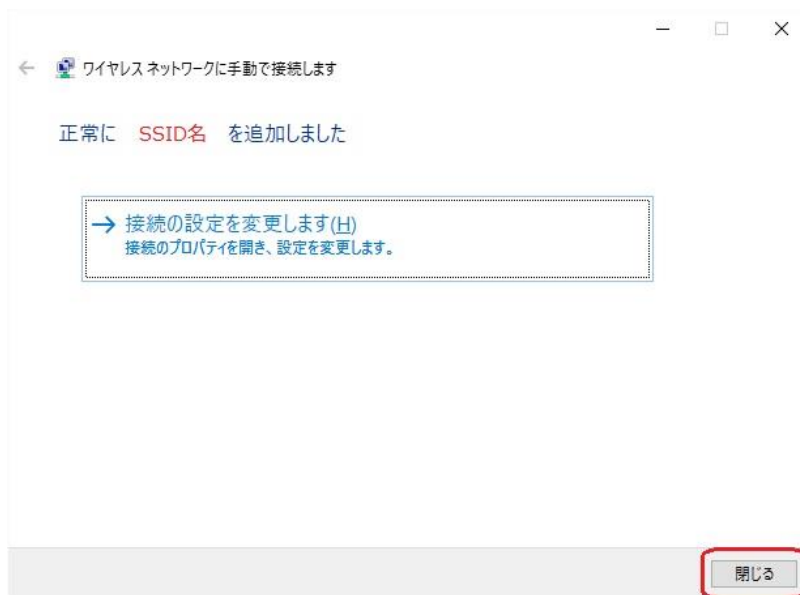 ワイヤレス ネットワークに手動で接続します
正常に SSID名 を追加しました
接続の設定を変更します(H)
接続のプロパティを開き、設定を変更します。
閉じる